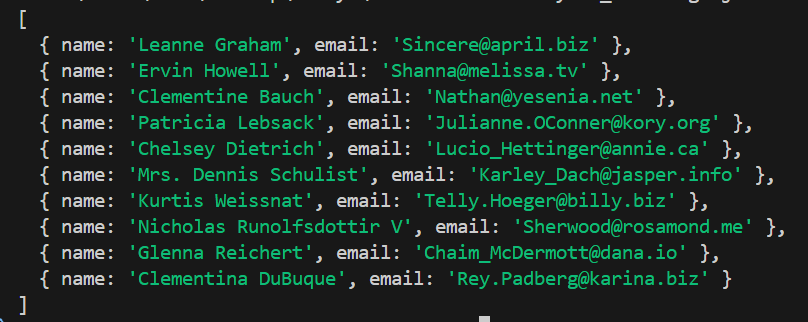 [
{ name: 'Leanne Graham', email: 'Sincere@april.biz' },
{ name: 'Ervin Howell', email: 'Shanna@melissa.tv' },
{ name: 'Clementine Bauch', email: 'Nathan@yesenia.net' },
{ name: 'Patricia Lebsack', email: 'Julianne.OConner@kory.org' },
{ name: 'Chelsey Dietrich', email: 'Lucio_Hettinger@annie.ca' },
{ name: 'Mrs. Dennis Schulist', email: 'Karley_Dach@jasper.info' },
{ name: 'Kurtis Weissnat', email: 'Telly.Hoeger@billy.biz' },
{ name: 'Nicholas Runolfsdottir V', email: 'Sherwood@rosamond.me' },
{ name: 'Glenna Reichert', email: 'Chaim_McDermott@dana.io' },
{ name: 'Clementina DuBuque', email: 'Rey.Padberg@karina.biz' }
]